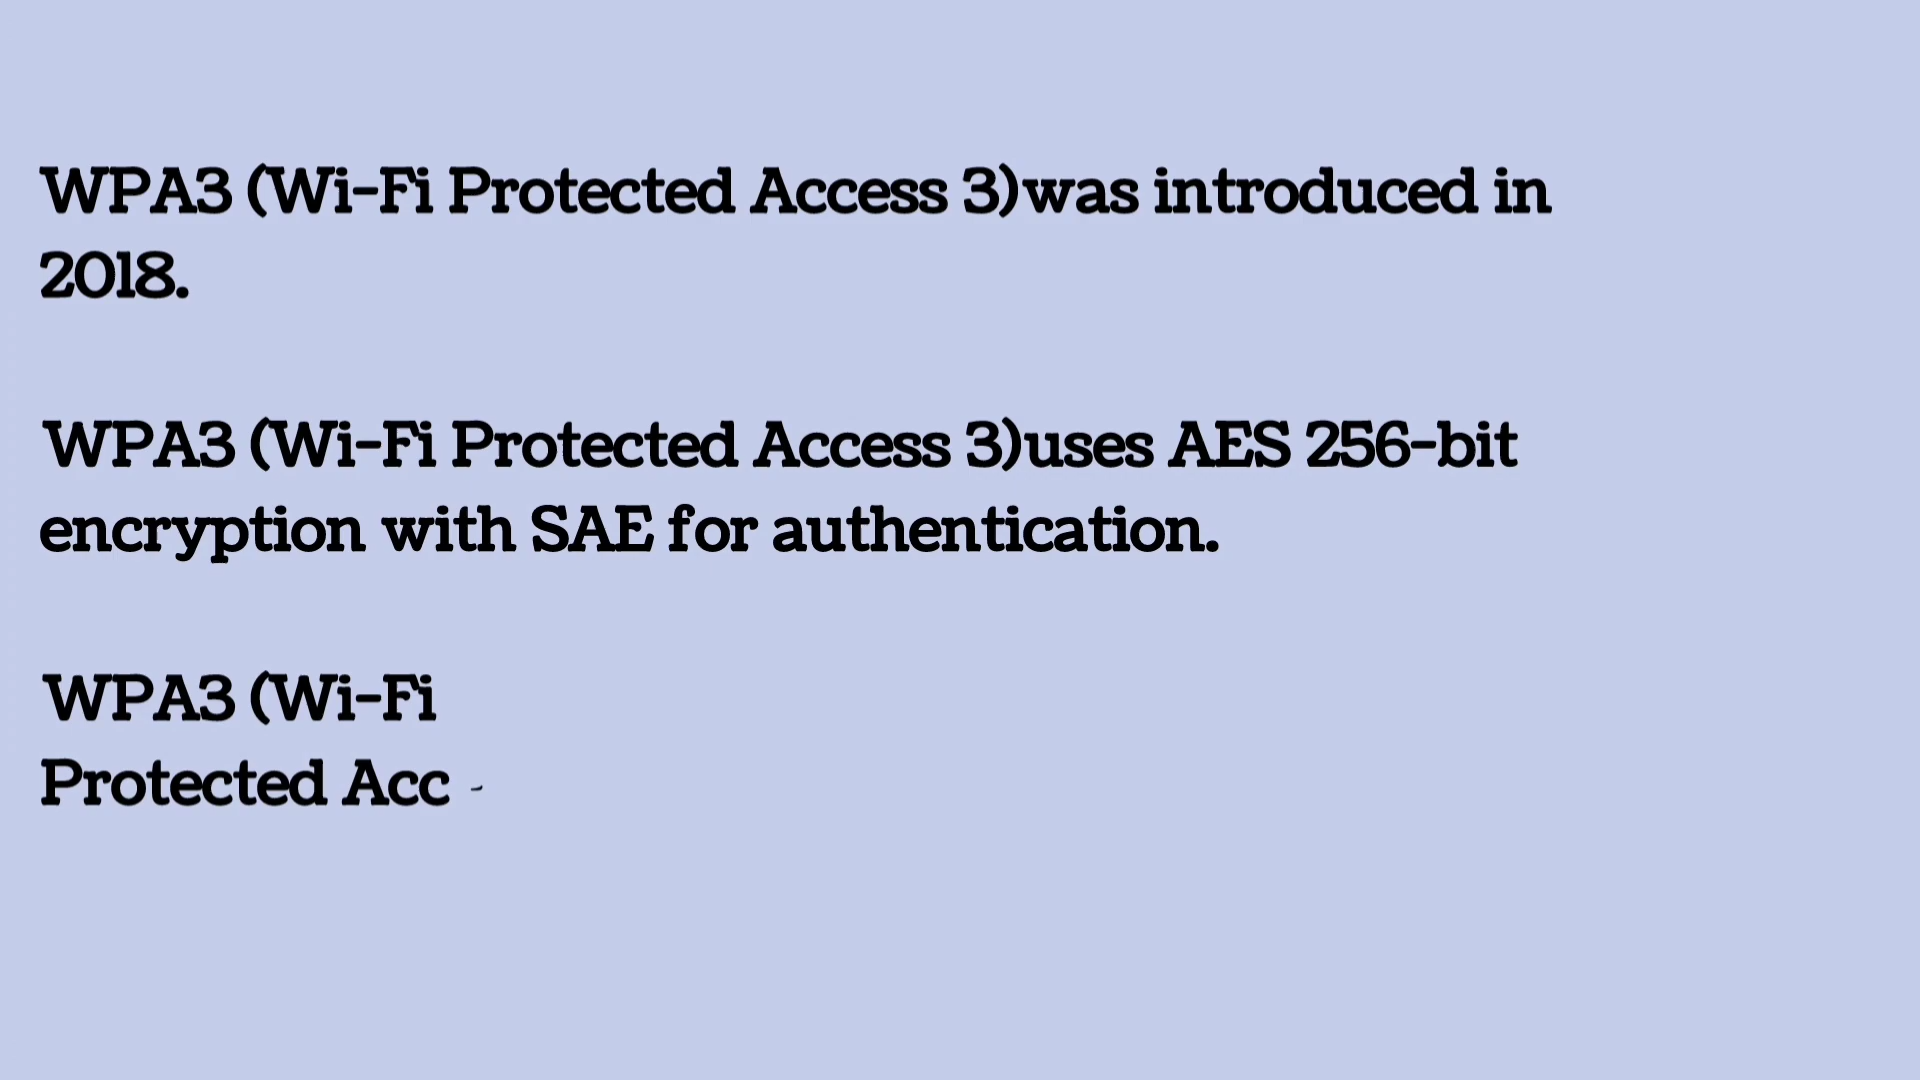 WPA3 (Wi-Fi Protected Access 3)was introduced in
2018.
WPA3 (Wi-Fi Protected Access 3)uses AES 256-bit
encryption with SAE for authentication.
WPA3 (Wi-Fi
Protected Acc